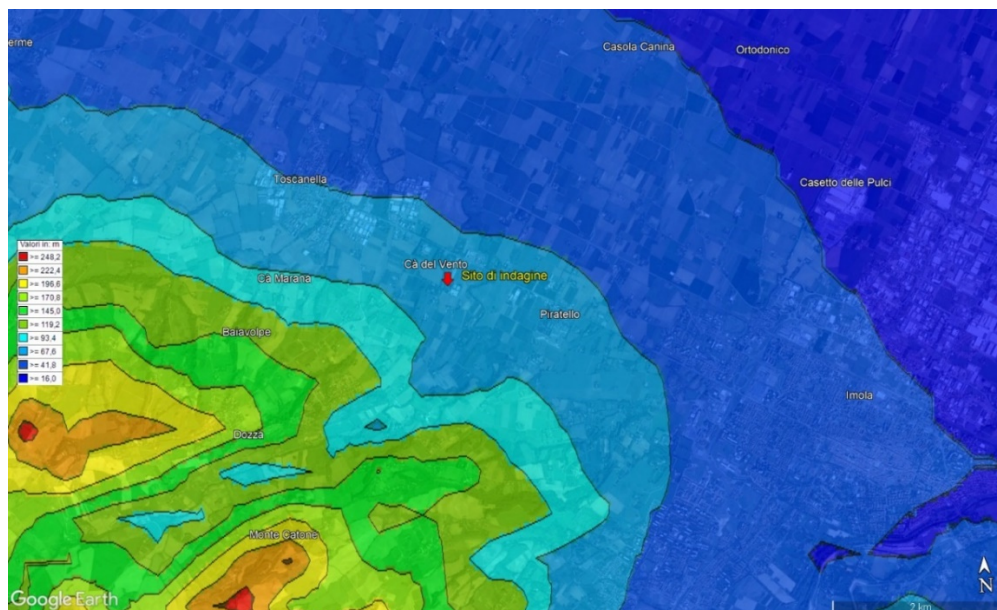 erme
Casola Canina
Ortodonico
Toscanella
Casetto delle Pulci
Valori in: m
>= 248,2
>= 222,4
>= 196,6
>= 170,8
>= 145,0
>= 119,2
>= 93,4
>= 67,6
>= 41,8
>= 16,0
Cà del Vento
Sito di indagine
Cà Marana
Piratello
Baiavolpe
Imola
Dozza
Monte Catone
N
Google Earth
2 km